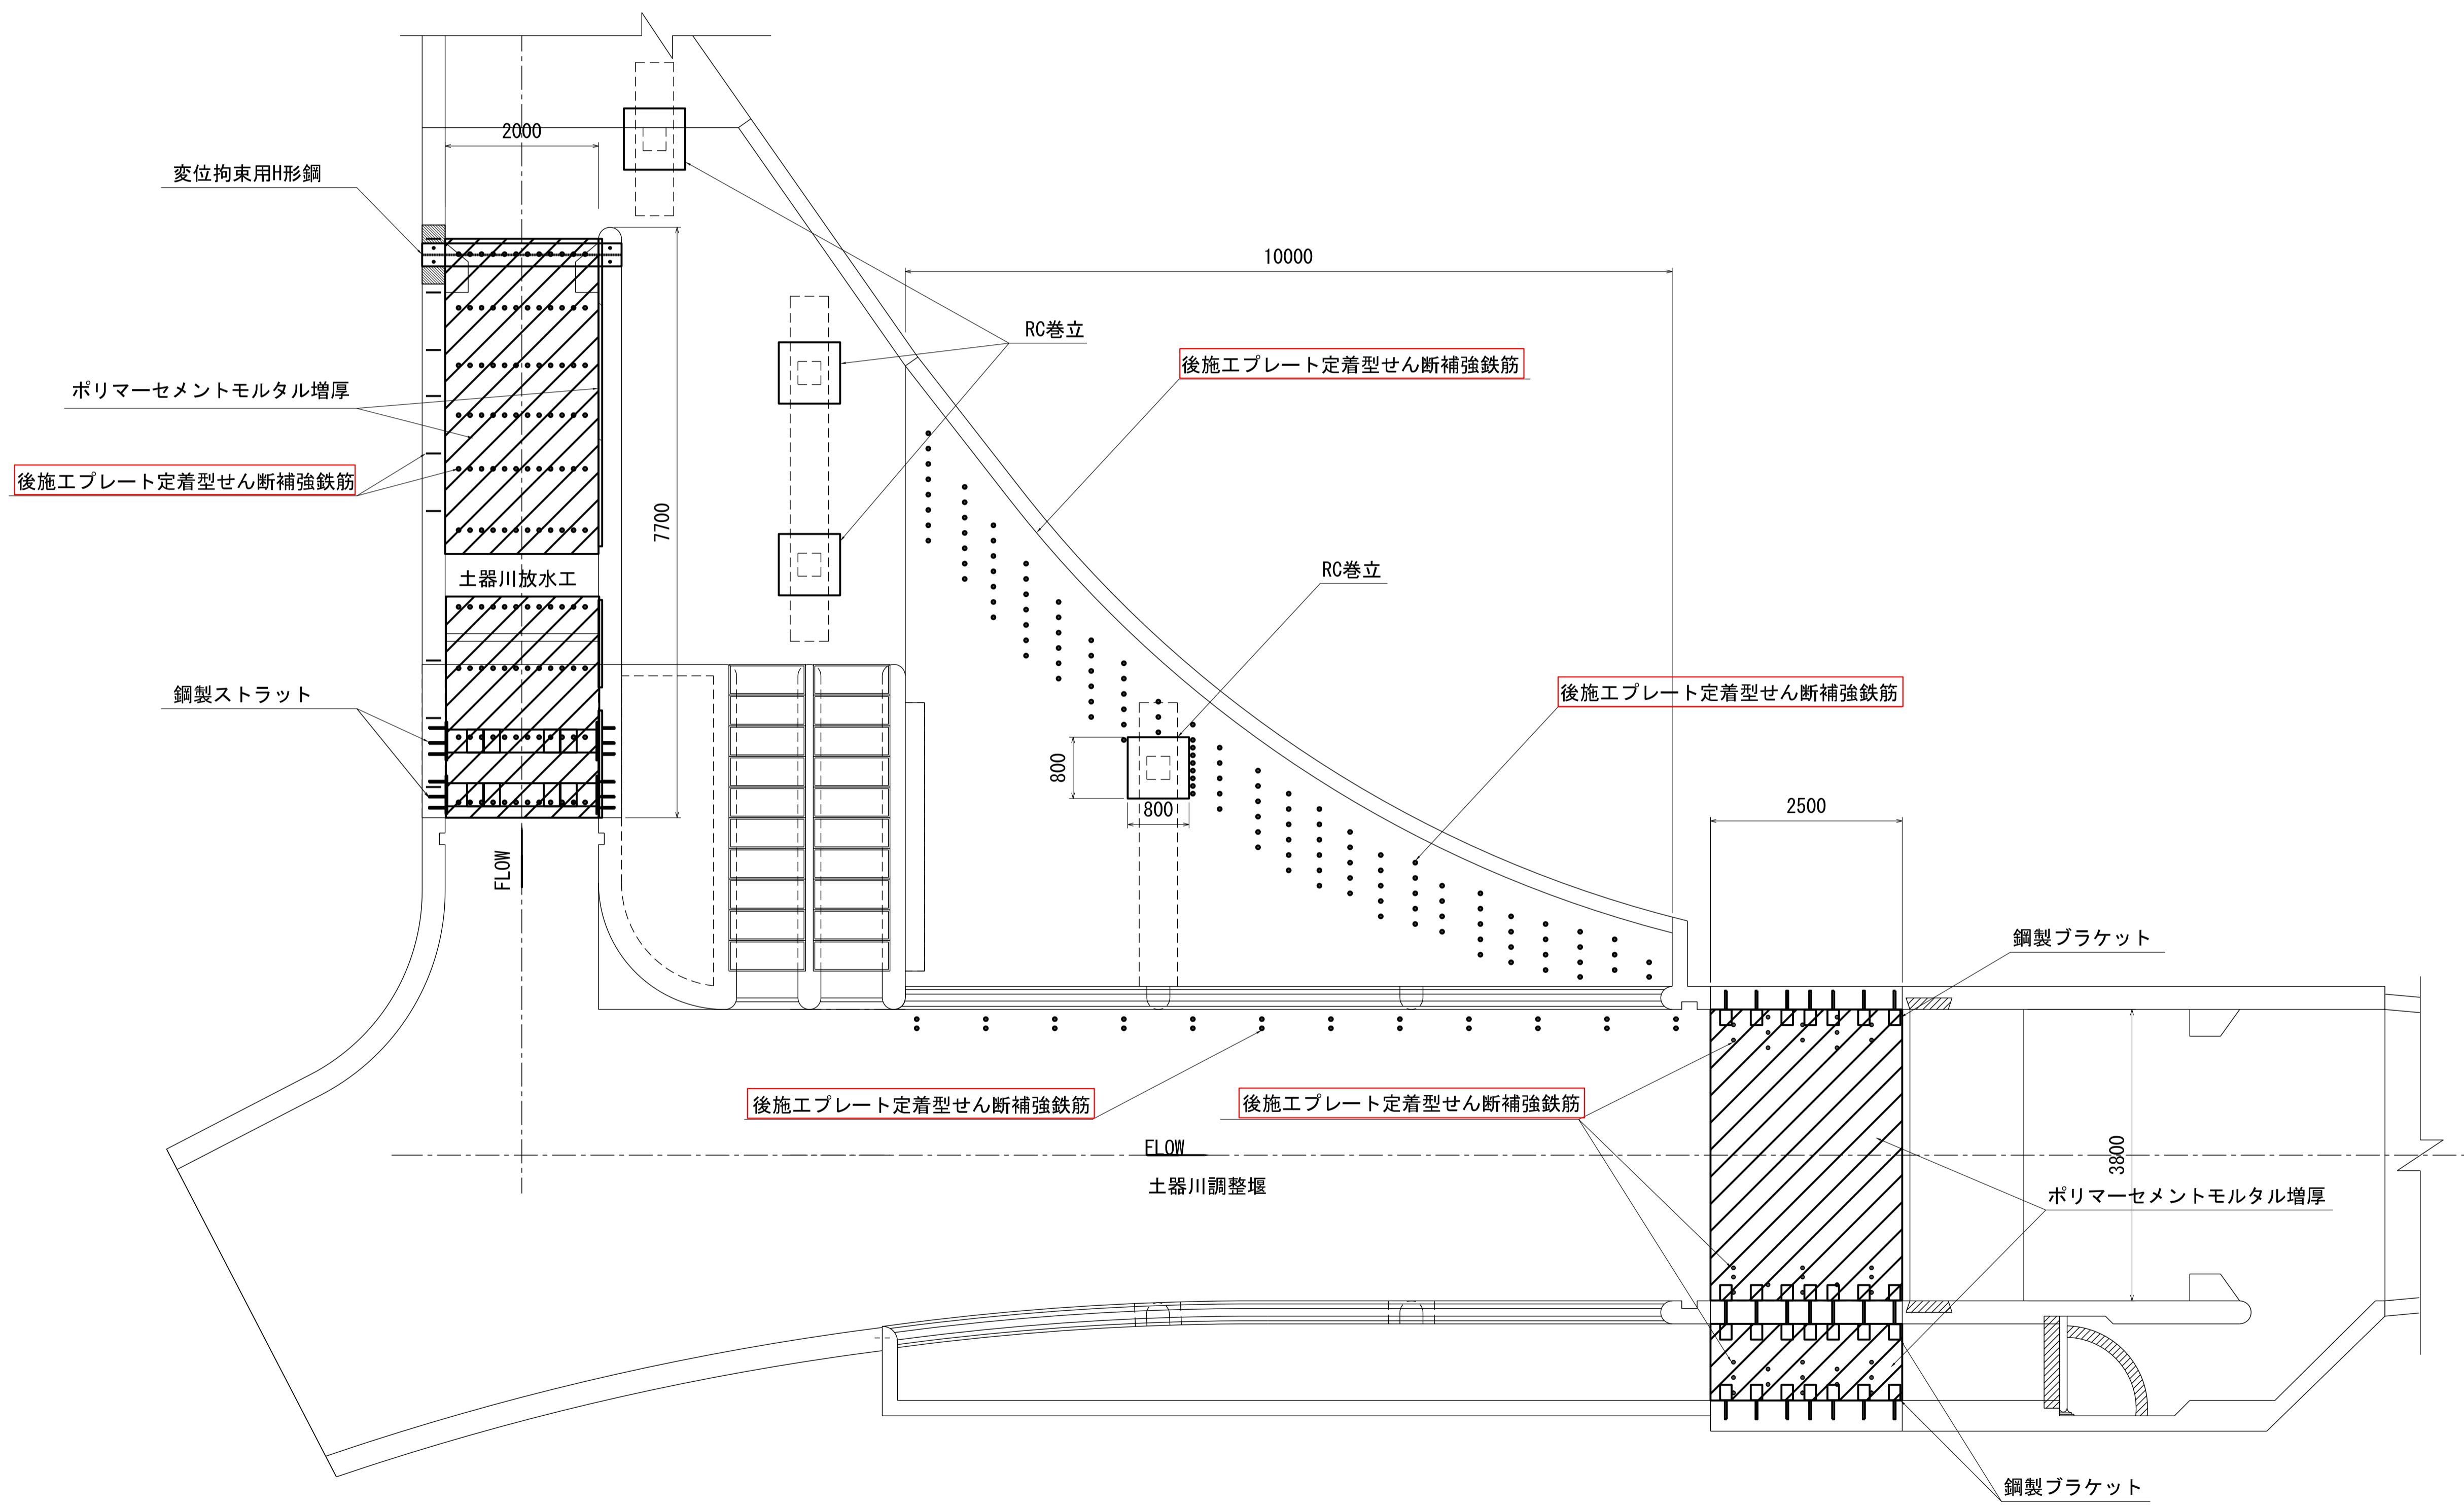 2000
変位拘束用H形鋼
10000
RC巻立
後施工プレート定着型せん断補強鉄筋
ポリマーセメントモルタル増厚
後施工プレート定着型せん断補強鉄筋
7700
土器川放水工
RC巻立
鋼製ストラット
後施工プレート定着型せん断補強鉄筋
800
800
2500
FLOW
鋼製ブラケット
後施工プレート定着型せん断補強鉄筋
後施工プレート定着型せん断補強鉄筋
FLOW
3800
土器川調整堰
ポリマーセメントモルタル増厚
鋼製ブラケット